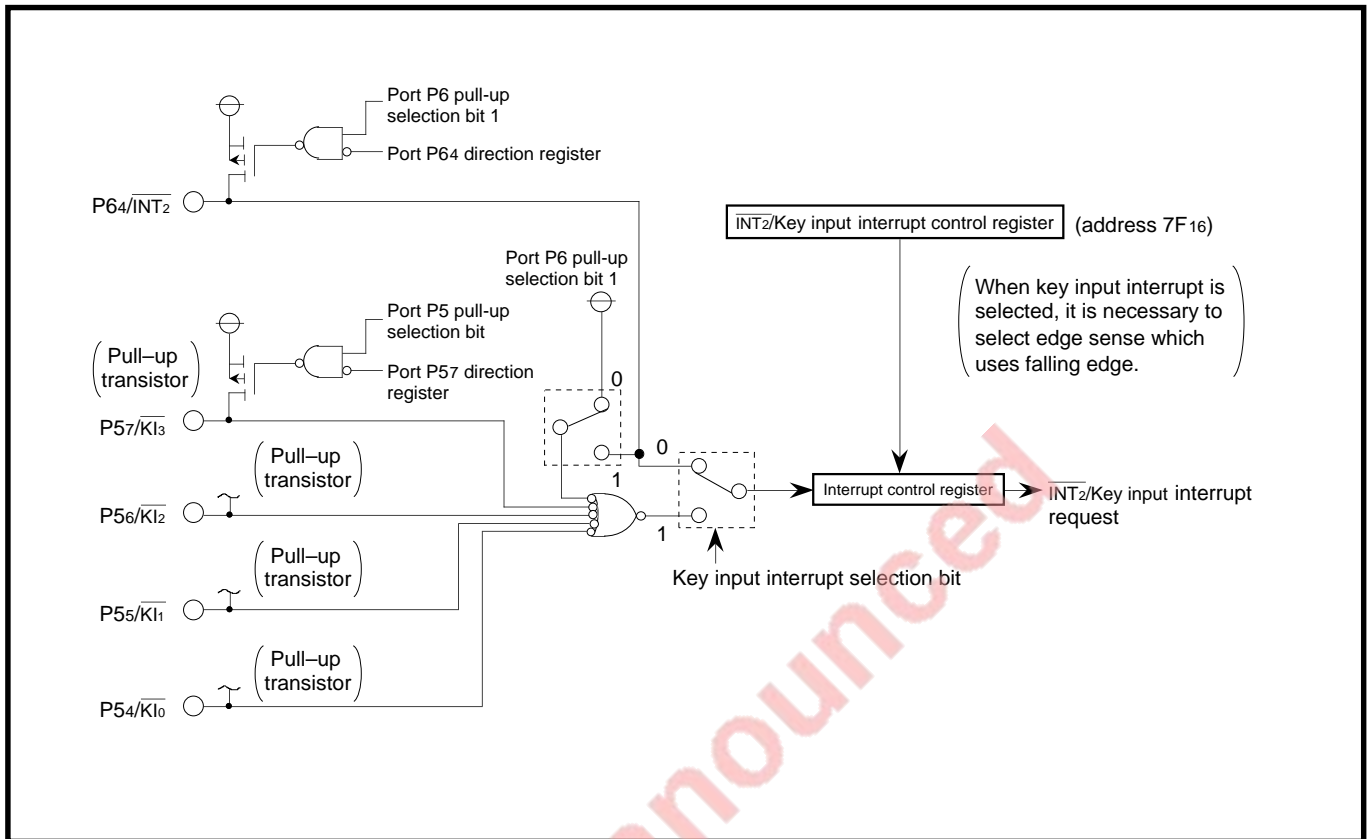 Port P6 pull-up
selection bit 1
Port P64 direction register
P64/INT2
INT2/Key input interrupt control register (address 7F16)
Port P6 pull-up
selection bit 1
When key input interrupt is
selected, it is necessary to
select edge sense which
uses falling edge.
Port P5 pull-up
selection bit
Port P57 direction
register
Pull–up
transistor
P57/KI3
0
1
0
1
Pull–up
transistor
P56/KI2
Interrupt control register
INT2/Key input interrupt
request
Key input interrupt selection bit
Pull–up
transistor
P55/KI1
Pull–up
transistor
P54/KI0
nounced